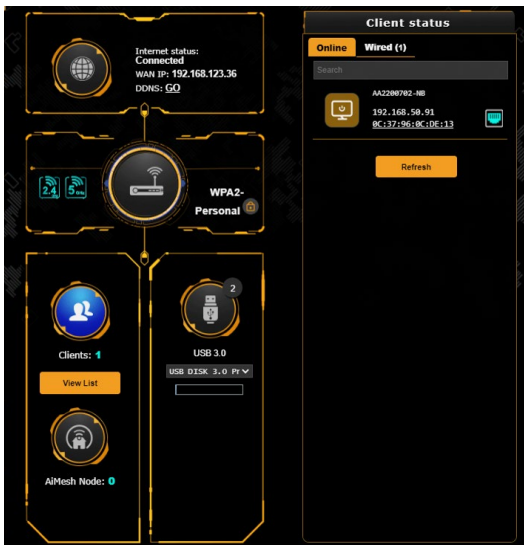 Internet status:
Connected
WAN IP: 192.168.123.36
DDNS: GO
2.4 GHz
5 GHz
WPA2-
Personal
Clients: 1
View List
AiMesh Node: 0
2
USB 3.0
USB DISK 3.0 Pr
Client status
Online
Wired (1)
Search
AA2200702-NB
192.168.50.91
0C:37:96:0C:DE:13
Refresh